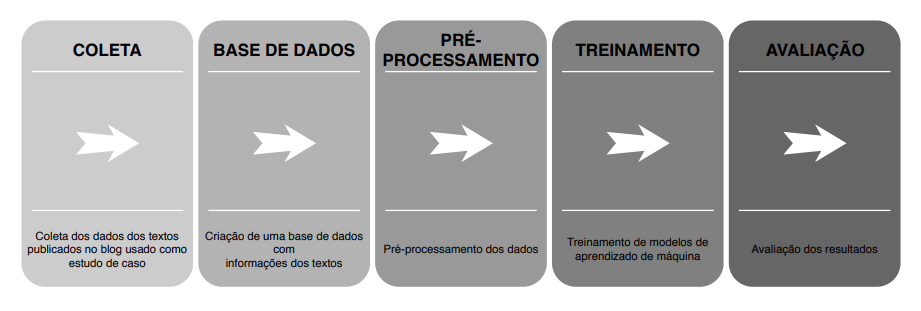 COLETA
Coleta dos dados dos textos
publicados no blog usado como
estudo de caso
BASE DE DADOS
Criação de uma base de dados
com
informações dos textos
PRÉ-
PROCESSAMENTO
Pré-processamento dos dados
TREINAMENTO
Treinamento de modelos de
aprendizado de máquina
AVALIAÇÃO
Avaliação dos resultados